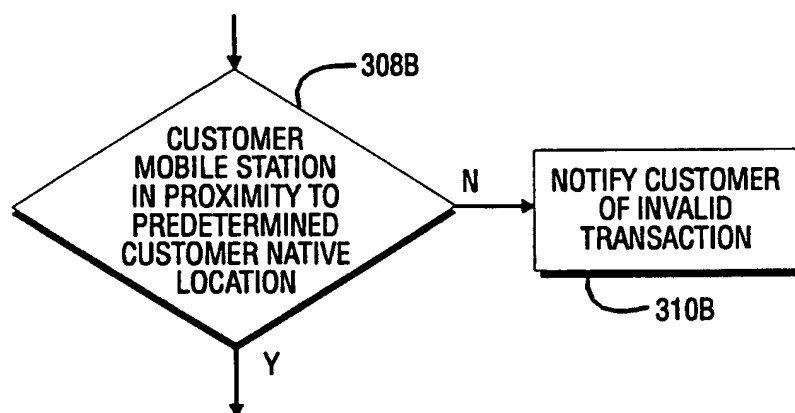 308B
CUSTOMER
MOBILE STATION
IN PROXIMITY TO
PREDETERMINED
CUSTOMER NATIVE
LOCATION
N
NOTIFY CUSTOMER
OF INVALID
TRANSACTION
310B
Y